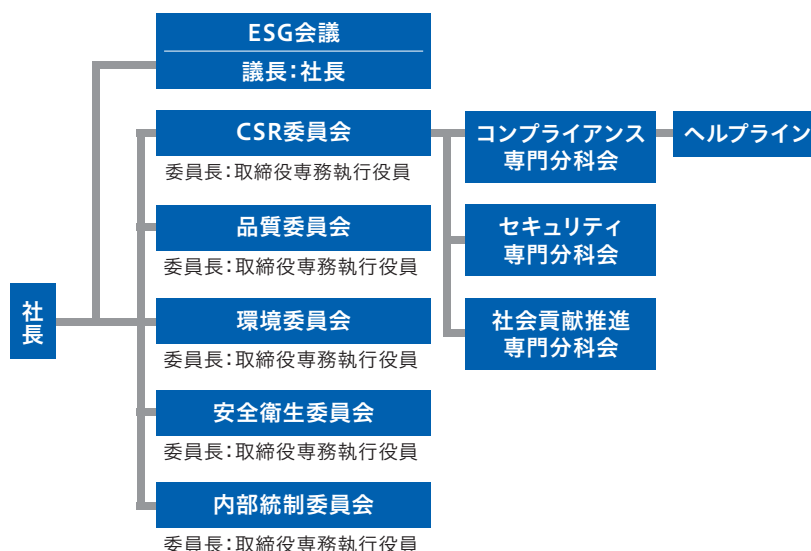 ESG会議
議長：社長
CSR委員会
委員長：取締役専務執行役員
コンプライアンス
専門分科会
ヘルプライン
品質委員会
委員長：取締役専務執行役員
セキュリティ
専門分科会
社長
環境委員会
委員長：取締役専務執行役員
社会貢献推進
専門分科会
安全衛生委員会
委員長：取締役専務執行役員
内部統制委員会
委員長：取締役専務執行役員